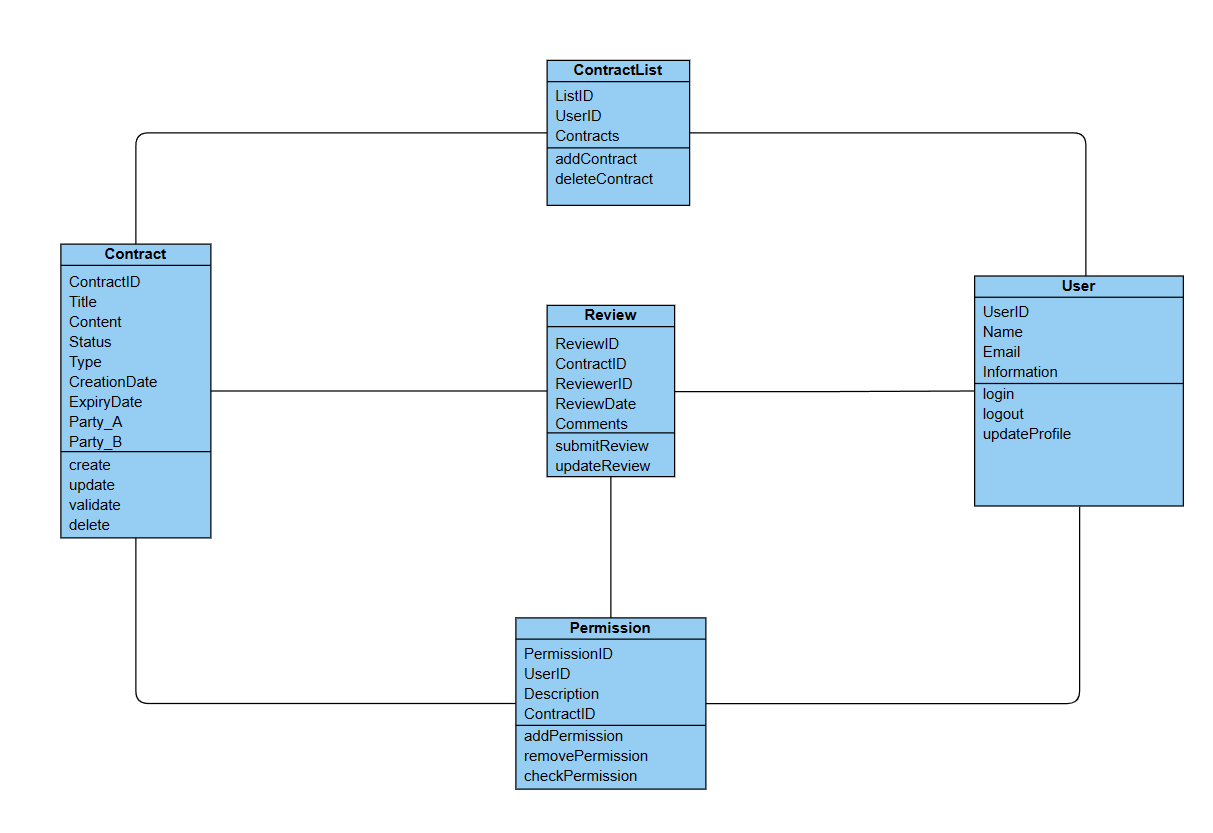 ContractList
ListID
UserID
Contracts
addContract
deleteContract
Contract
ContractID
Title
Content
Status
Type
CreationDate
ExpiryDate
Party_A
Party_B
create
update
validate
delete
Review
ReviewID
ContractID
ReviewerID
ReviewDate
Comments
submitReview
updateReview
User
UserID
Name
Email
Information
login
logout
updateProfile
Permission
PermissionID
UserID
Description
ContractID
addPermission
removePermission
checkPermission